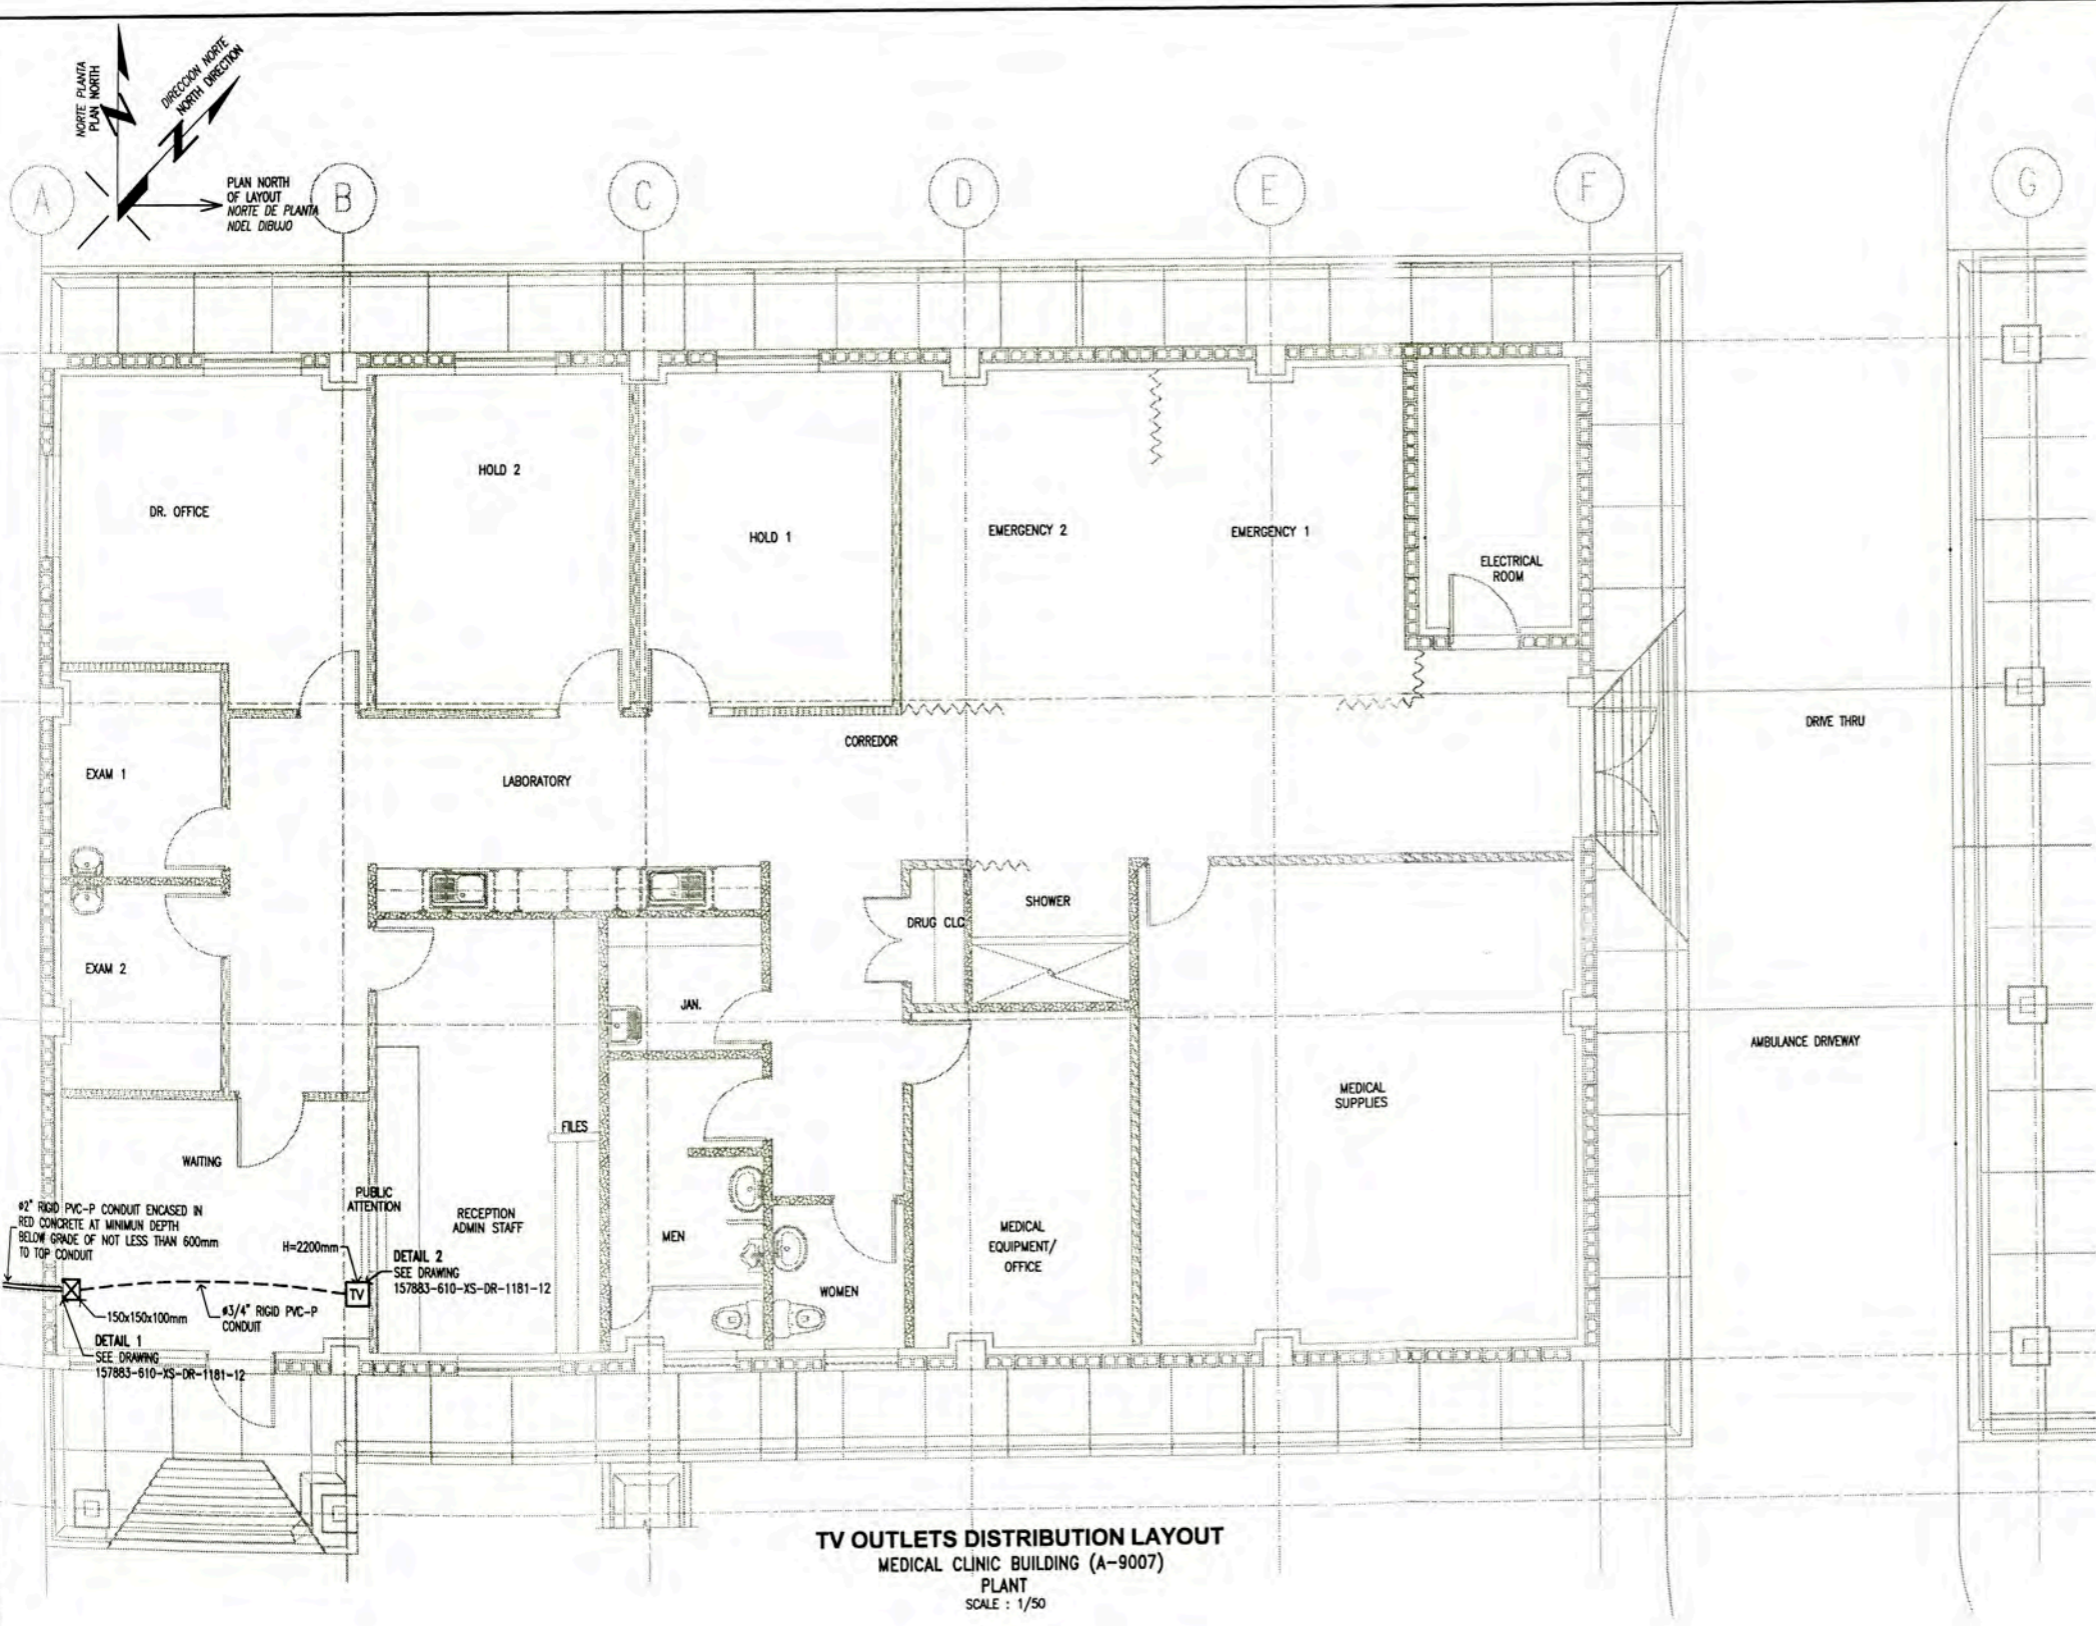 NORTE PLANTA
PLAN NORTH
DIRECCION NORTE
NORTH DIRECTION
PLAN NORTH
OF LAYOUT
NORTE DE PLANTA
NDEL DIBUJO
A
B
C
D
E
F
G
DR. OFFICE
HOLD 2
HOLD 1
EMERGENCY 2
EMERGENCY 1
ELECTRICAL
ROOM
EXAM 1
LABORATORY
CORREDOR
DRIVE THRU
EXAM 2
JAN.
DRUG CLC
SHOWER
AMBULANCE DRIVEWAY
MEDICAL
SUPPLIES
WAITING
FILES
PUBLIC
ATTENTION
RECEPTION
ADMIN STAFF
MEN
WOMEN
MEDICAL
EQUIPMENT/
OFFICE
ø2" RIGID PVC-P CONDUIT ENCASED IN
RED CONCRETE AT MINIMUN DEPTH
BELOW GRADE OF NOT LESS THAN 600mm
TO TOP CONDUIT
H=2200mm
TV
DETAIL 2
SEE DRAWING
157883-610-XS-DR-1181-12
150x150x100mm
ø3/4" RIGID PVC-P
CONDUIT
DETAIL 1
SEE DRAWING
157883-610-XS-DR-1181-12
TV OUTLETS DISTRIBUTION LAYOUT
MEDICAL CLINIC BUILDING (A-9007)
PLANT
SCALE : 1/50